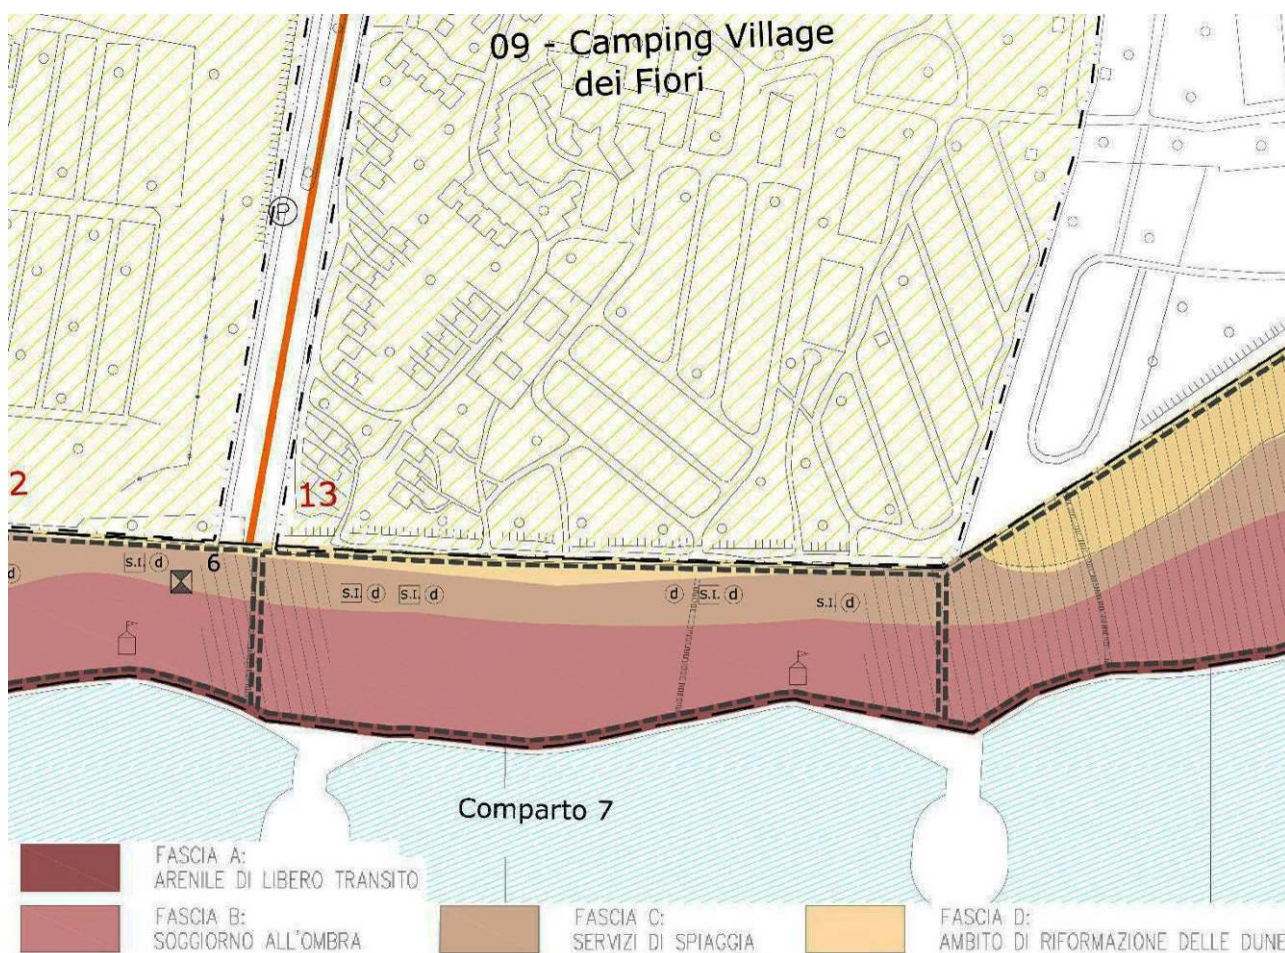 09 - Camping Village
dei Fiori
P
2
13
6
S.I. d
d
S.I. d
S.I. d
d
S.I. d
S.I. d
Comparto 7
FASCIA A:
ARENILE DI LIBERO TRANSITO
FASCIA B:
SOGGIORNO ALL'OMBRA
FASCIA C:
SERVIZI DI SPIAGGIA
FASCIA D:
AMBITO DI RIFORMAZIONE DELLE DUNE